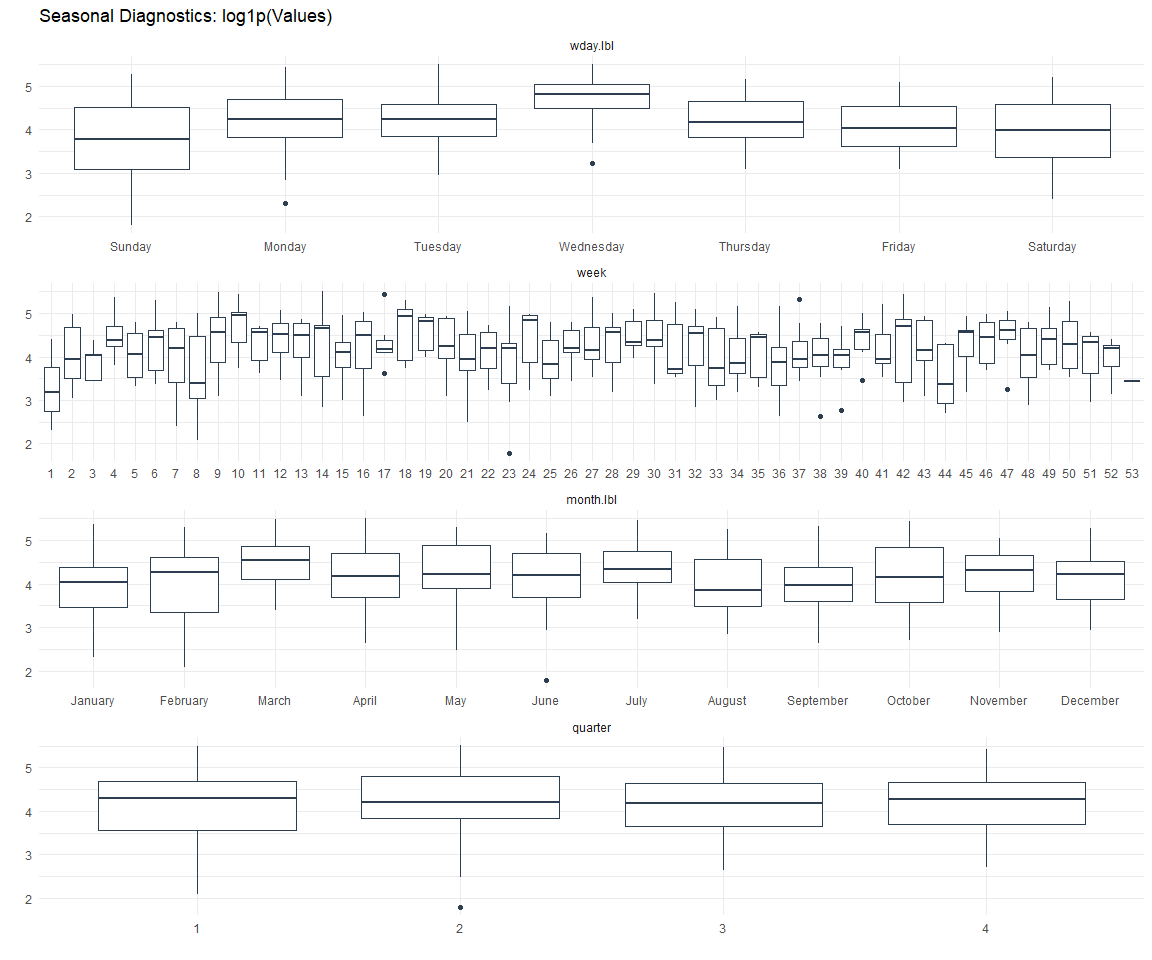 Seasonal Diagnostics: log1p(Values)
wday.lbl
5
4
3
2
Sunday Monday Tuesday Wednesday Thursday Friday Saturday
week
5
4
3
2
1 2 3 4 5 6 7 8 9 10 11 12 13 14 15 16 17 18 19 20 21 22 23 24 25 26 27 28 29 30 31 32 33 34 35 36 37 38 39 40 41 42 43 44 45 46 47 48 49 50 51 52 53
month.lbl
5
4
3
2
January February March April May June July August September October November December
quarter
5
4
3
2
1 2 3 4